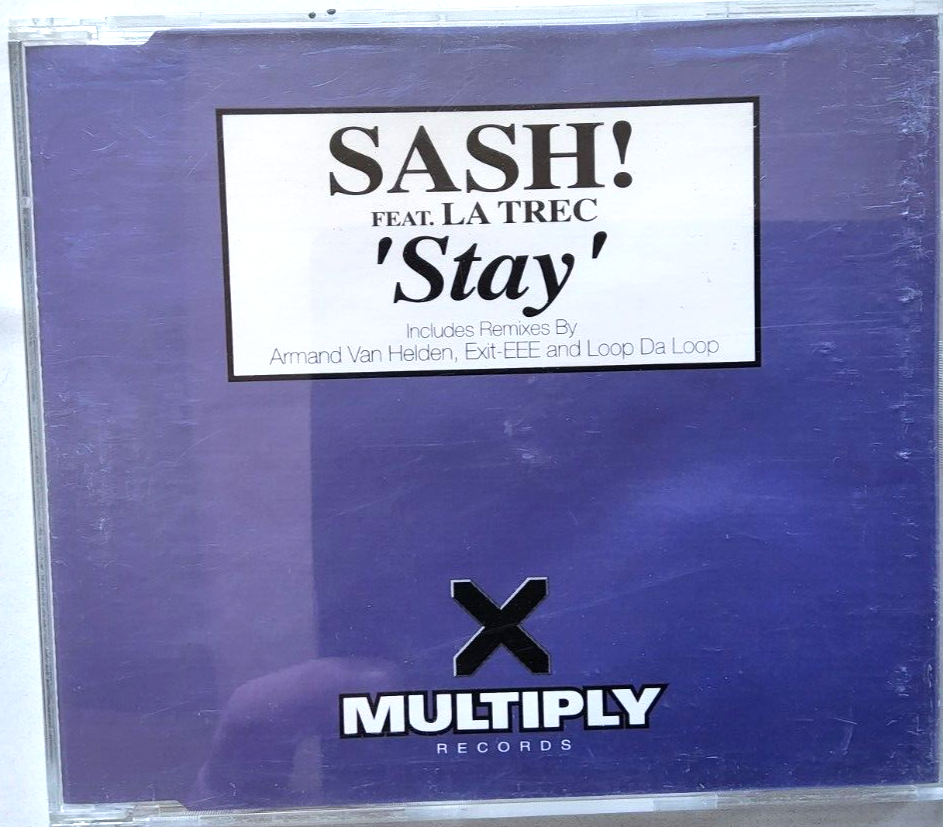 SASH!
FEAT. LA TREC
'Stay'
Includes Remixes By
Armand Van Helden, Exit-EEE and Loop Da Loop
X
MULTIPLY
RECORDS